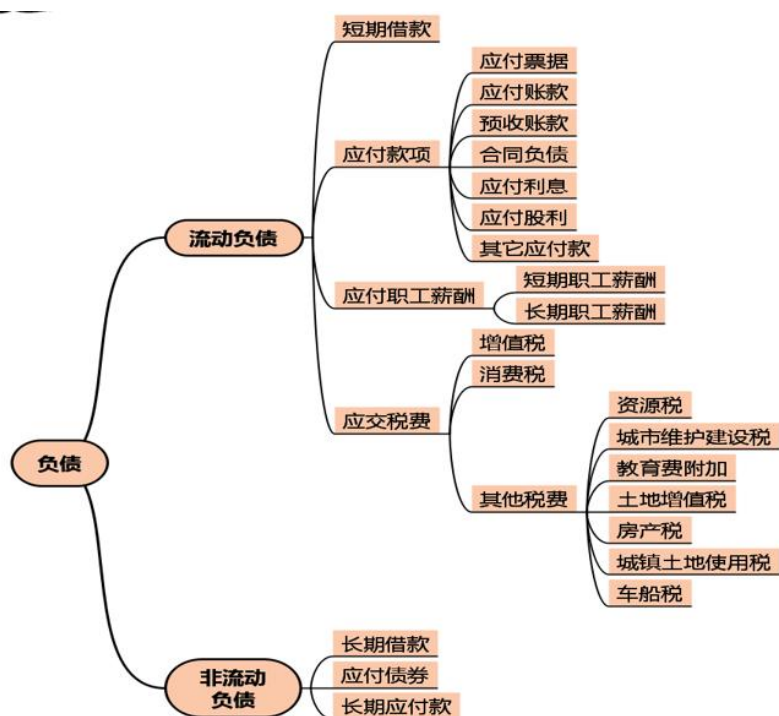 短期借款
应付票据
应付账款
预收账款
应付款项
合同负债
应付利息
应付股利
流动负债
其它应付款
短期职工薪酬
应付职工薪酬
长期职工薪酬
增值税
消费税
资源税
应交税费
城市维护建设税
负债
教育费附加
其他税费
土地增值税
房产税
城镇土地使用税
车船税
长期借款
非流动
负债
应付债券
长期应付款